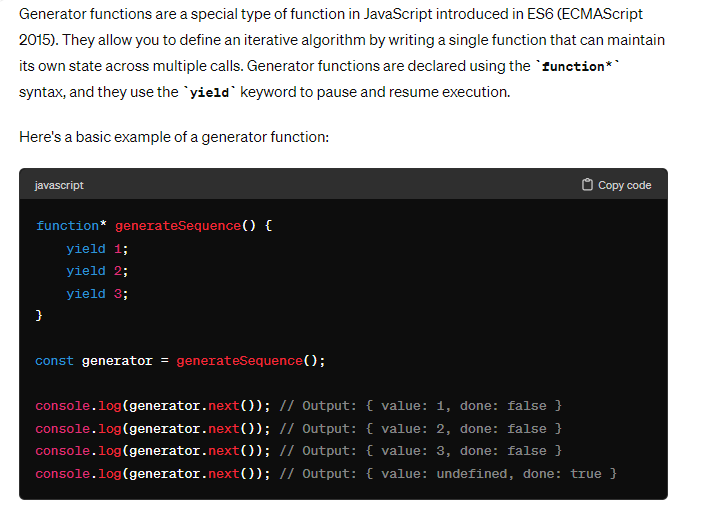 Generator functions are a special type of function in JavaScript introduced in ES6 (ECMAScript
2015). They allow you to define an iterative algorithm by writing a single function that can maintain
its own state across multiple calls. Generator functions are declared using the `function*`
syntax, and they use the `yield` keyword to pause and resume execution.
Here's a basic example of a generator function:
javascript
Copy code
function* generateSequence() {
    yield 1;
    yield 2;
    yield 3;
}
const generator = generateSequence();
console.log(generator.next()); // Output: { value: 1, done: false }
console.log(generator.next()); // Output: { value: 2, done: false }
console.log(generator.next()); // Output: { value: 3, done: false }
console.log(generator.next()); // Output: { value: undefined, done: true }